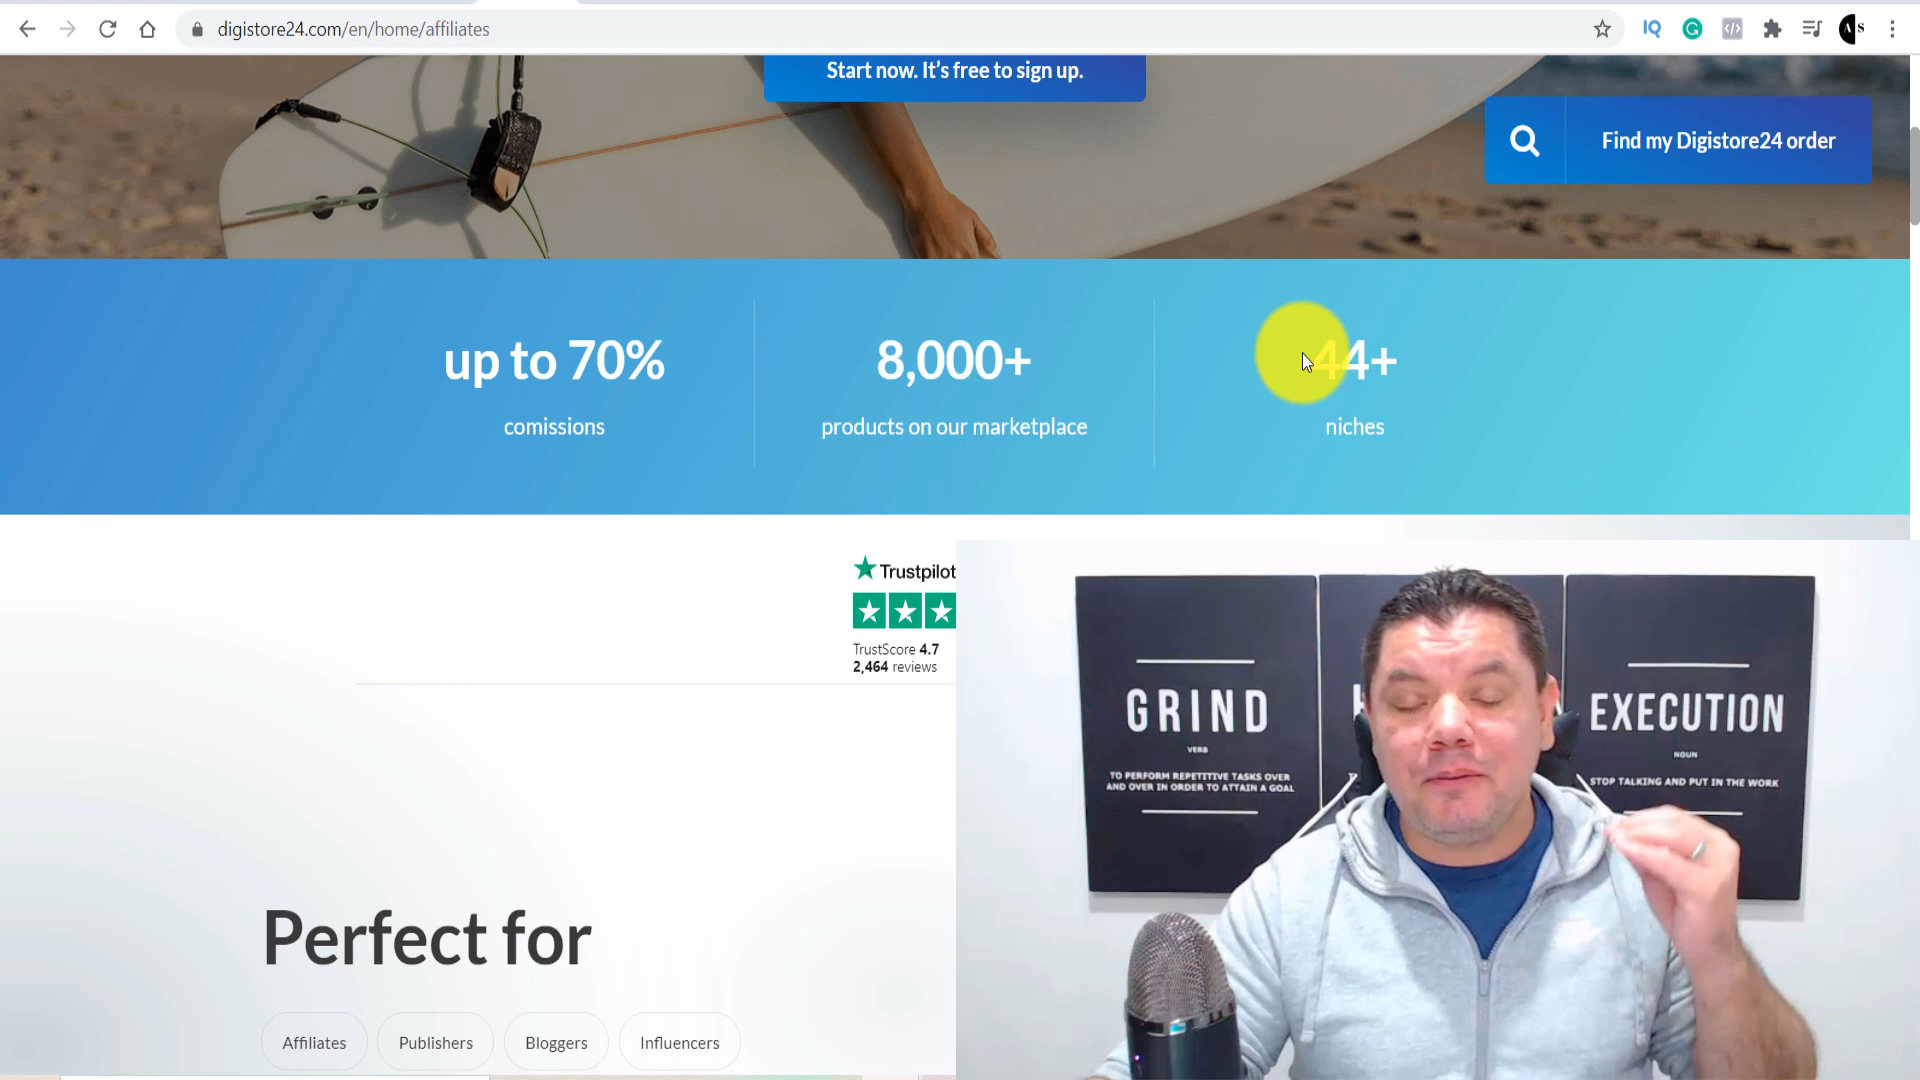 digistore24.com/en/home/affiliates
Start now. It's free to sign up.
Find my Digistore24 order
up to 70%
8,000+
44+
comissions
products on our marketplace
niches
Trustpilot
TrustScore 4.7
2,464 reviews
GRIND
VERB
TO PERFORM REPETITIVE TASKS OVER
AND OVER IN ORDER TO ATTAIN A GOAL
EXECUTION
NOUN
STOP TALKING AND PUT IN THE WORK
Perfect for
Affiliates
Publishers
Bloggers
Influencers